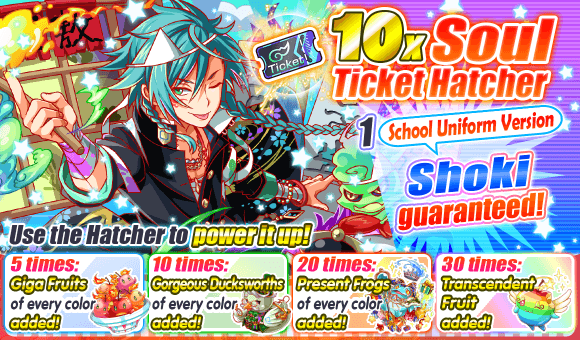 教
Ticket
10x Soul
Ticket Hatcher
1
School Uniform Version
Shoki
guaranteed!
Use the Hatcher to power it up!
5 times:
Giga Fruits
of every color
added!
10 times:
Gorgeous Ducksworths
of every color
added!
20 times:
Present Frogs
of every color
added!
30 times:
Transcendent
Fruit
added!